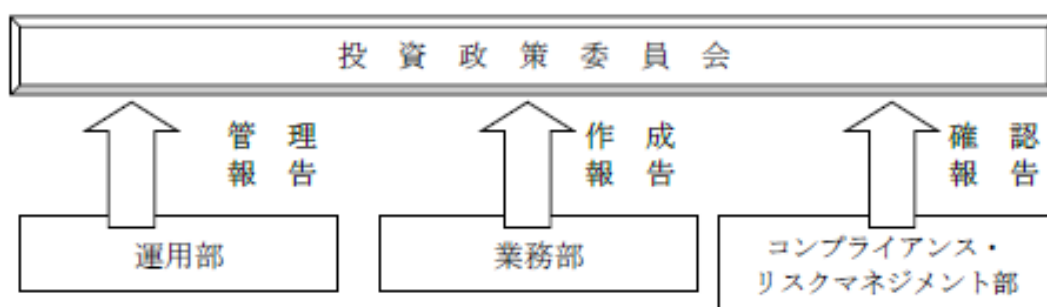 投資政策委員会
管理
報告
作成
報告
確認
報告
運用部
業務部
コンプライアンス・
リスクマネジメント部